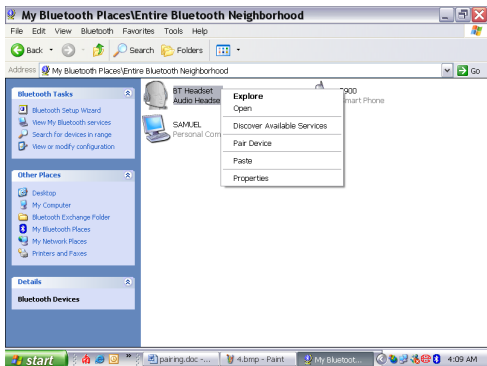 My Bluetooth Places\Entire Bluetooth Neighborhood
File Edit View Bluetooth Favorites Tools Help
Back Search Folders
Address My Bluetooth Places\Entire Bluetooth Neighborhood Go
Bluetooth Tasks
Bluetooth Setup Wizard
View My Bluetooth services
Search for devices in range
View or modify configuration
Other Places
Desktop
My Computer
Bluetooth Exchange Folder
My Bluetooth Places
My Network Places
Printers and Faxes
Details
Bluetooth Devices
BT Headset
Audio Headse
SAMUEL
Personal Com
Explore
Open
Discover Available Services
Pair Device
Paste
Properties
900
mart Phone
start pairing.doc -... 4.bmp - Paint My Bluetoot... 4:09 AM